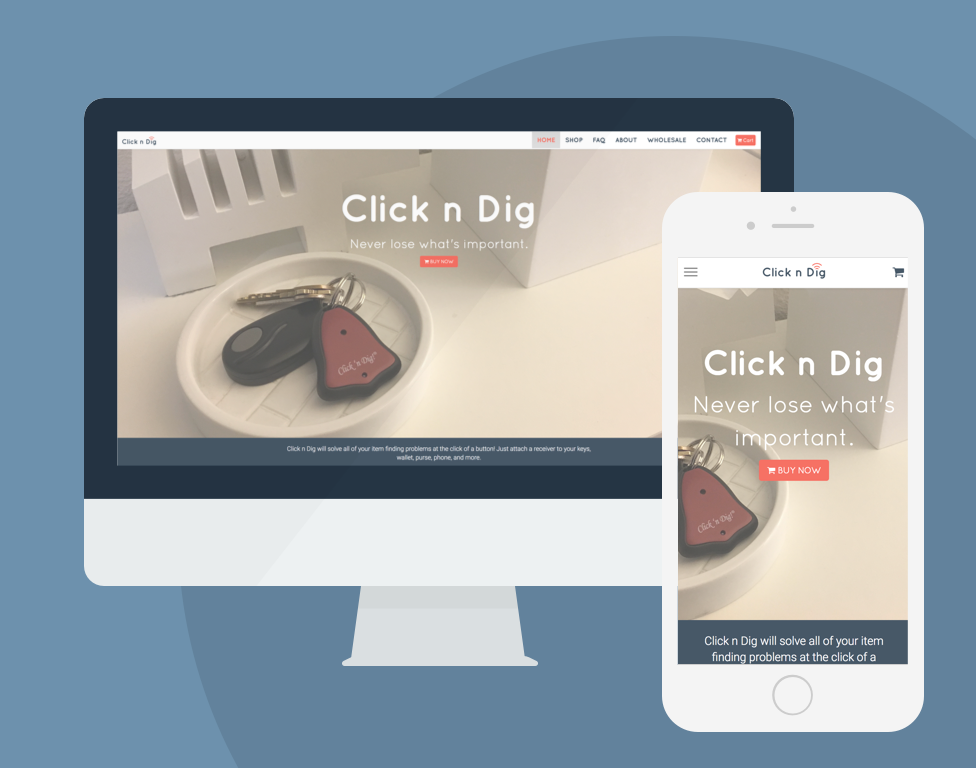 Click n Dig
HOME SHOP FAQ ABOUT WHOLESALE CONTACT Cart
Click n Dig
Never lose what's important.
BUY NOW
Click 'n Dig!
Click n Dig will solve all of your item finding problems at the click of a button! Just attach a receiver to your keys,
wallet, purse, phone, and more.
Click n Dig
Click n Dig
Never lose what's
important.
BUY NOW
Click 'n Dig!
Click n Dig will solve all of your item
finding problems at the click of a